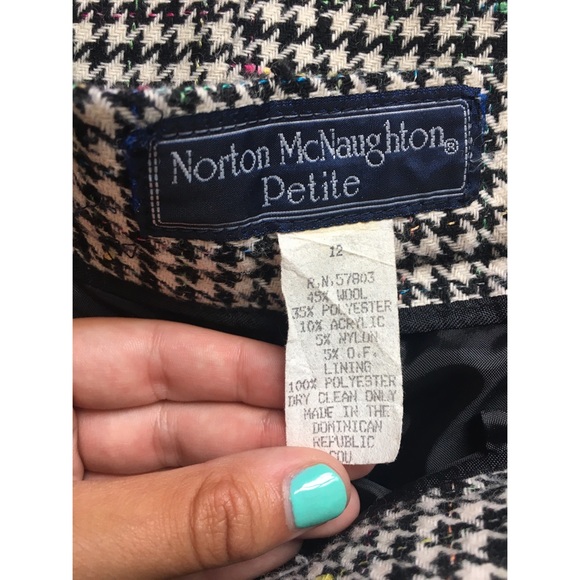 Norton McNaughton®
Petite
12
R.N.57803
45% WOOL
35% POLYESTER
10% ACRYLIC
5% NYLON
5% O.F.
LINING
100% POLYESTER
DRY CLEAN ONLY
MADE IN THE
DOMINICAN
REPUBLIC